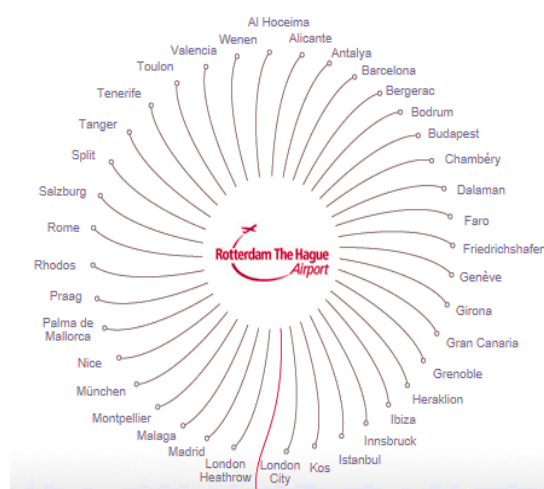 Al Hoceima
Alicante
Antalya
Barcelona
Bergerac
Bodrum
Budapest
Chambéry
Dalaman
Faro
Friedrichshafen
Genève
Girona
Gran Canaria
Grenoble
Heraklion
Ibiza
Innsbruck
Istanbul
Kos
London
City
London
Heathrow
Madrid
Malaga
Montpellier
München
Nice
Palma de
Mallorca
Praag
Rhodos
Rome
Salzburg
Split
Tanger
Tenerife
Toulon
Valencia
Wenen
Rotterdam The Hague
Airport